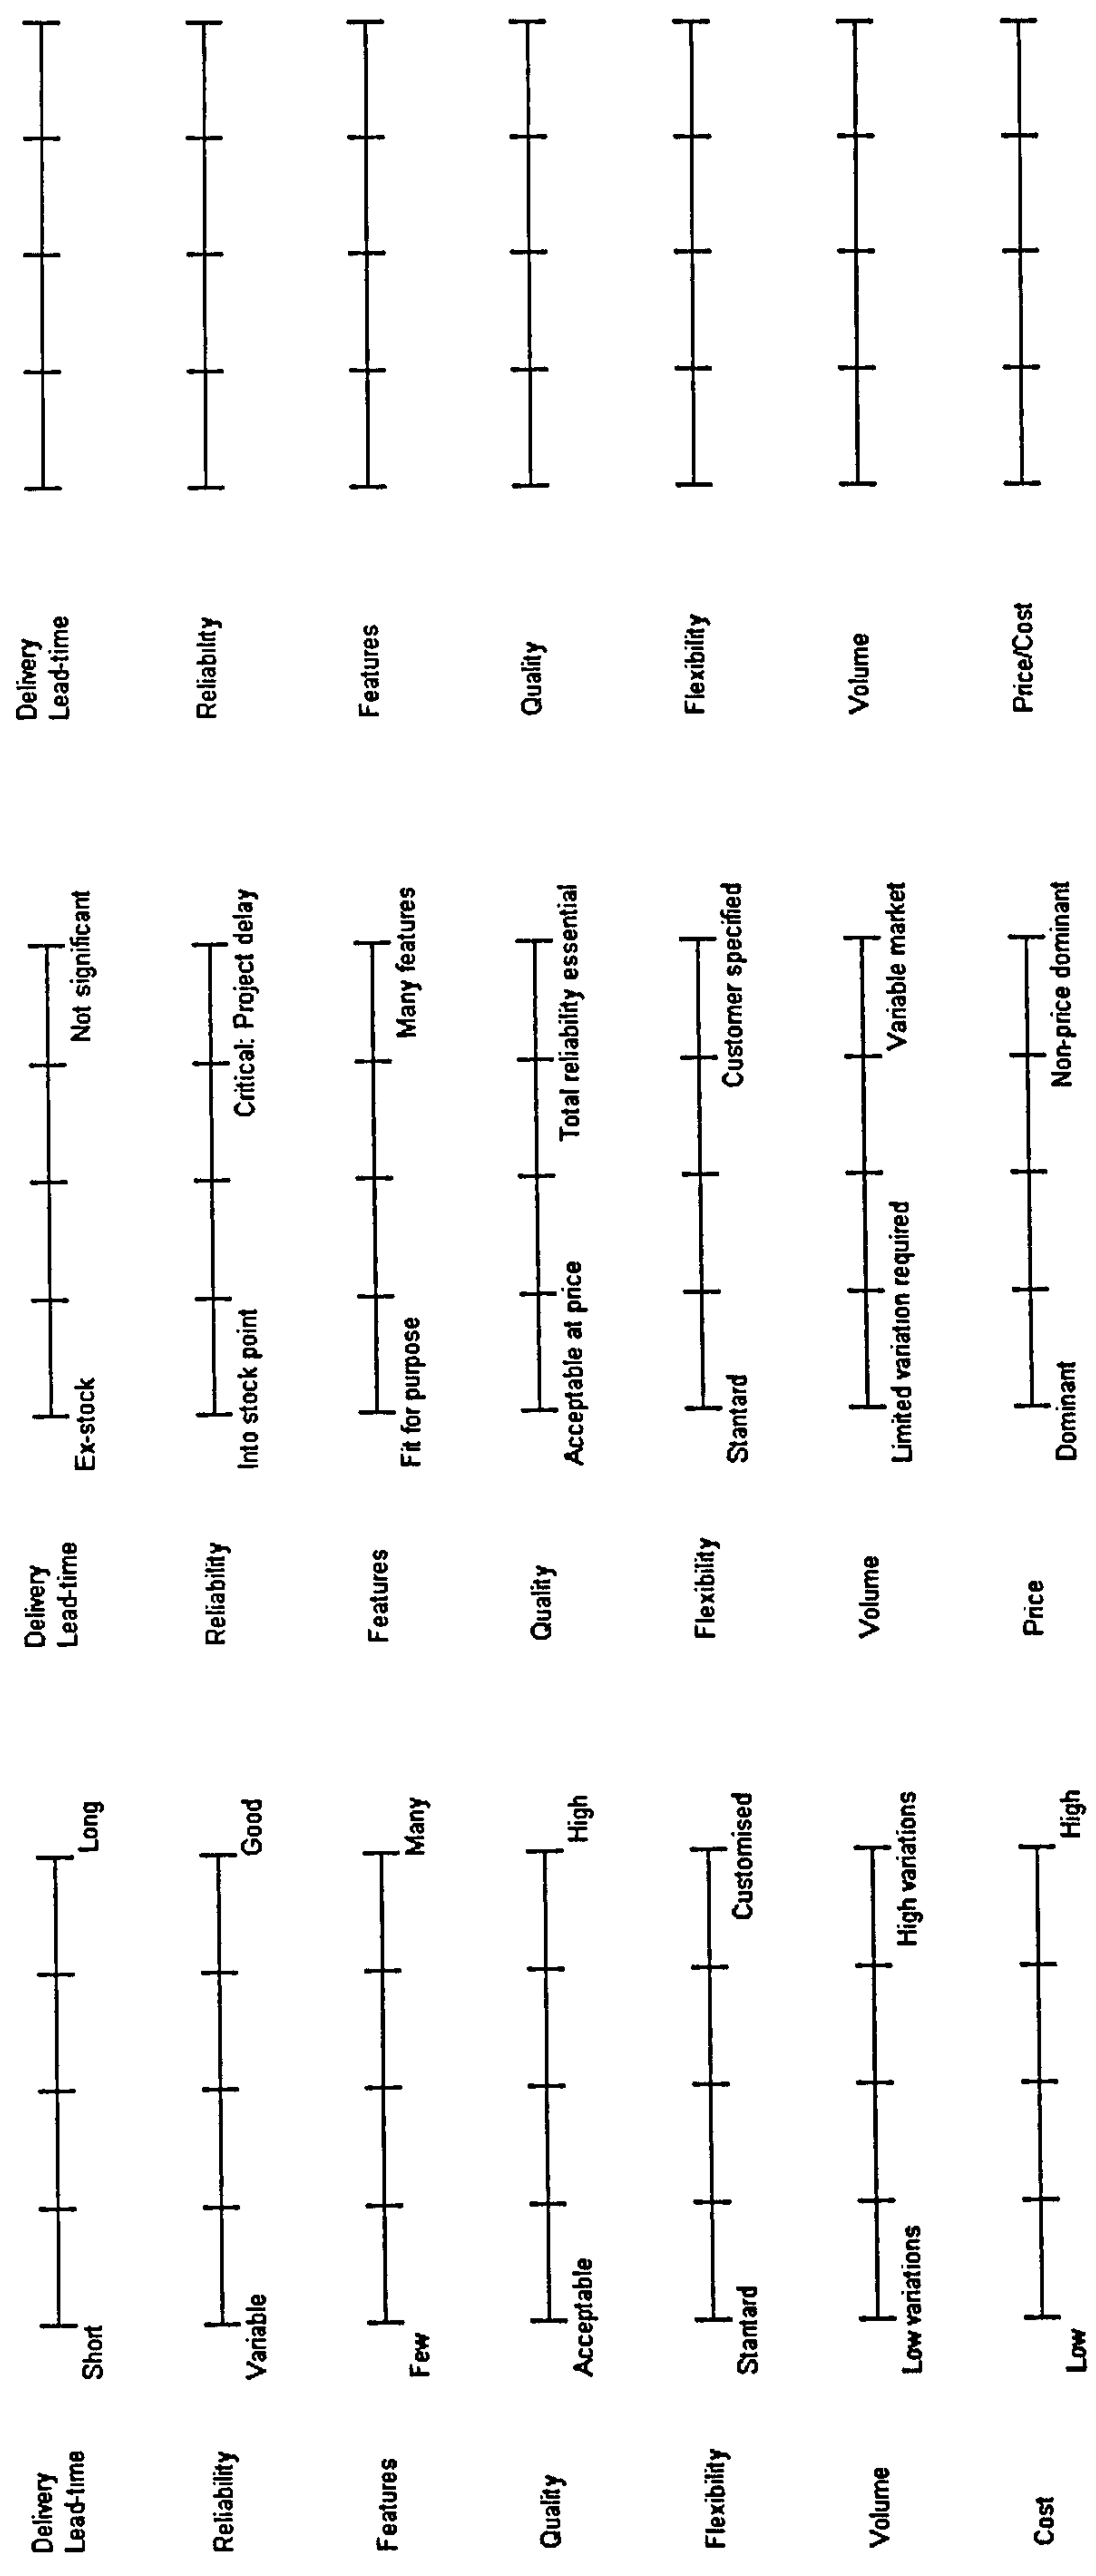 Delivery
Lead-time
Short Long
Reliability
Variable Good
Features
Few Many
Quality
Acceptable High
Flexibility
Stantard Customised
Volume
Low variations High variations
Cost
Low High
Delivery
Lead-time
Ex-stock Not significant
Reliability
Into stock point Critical: Project delay
Features
Fit for purpose Many features
Quality
Acceptable at price Total reliability essential
Flexibility
Stantard Customer specified
Volume
Limited variation required Variable market
Price
Dominant Non-price dominant
Delivery
Lead-time
Reliability
Features
Quality
Flexibility
Volume
Price/Cost